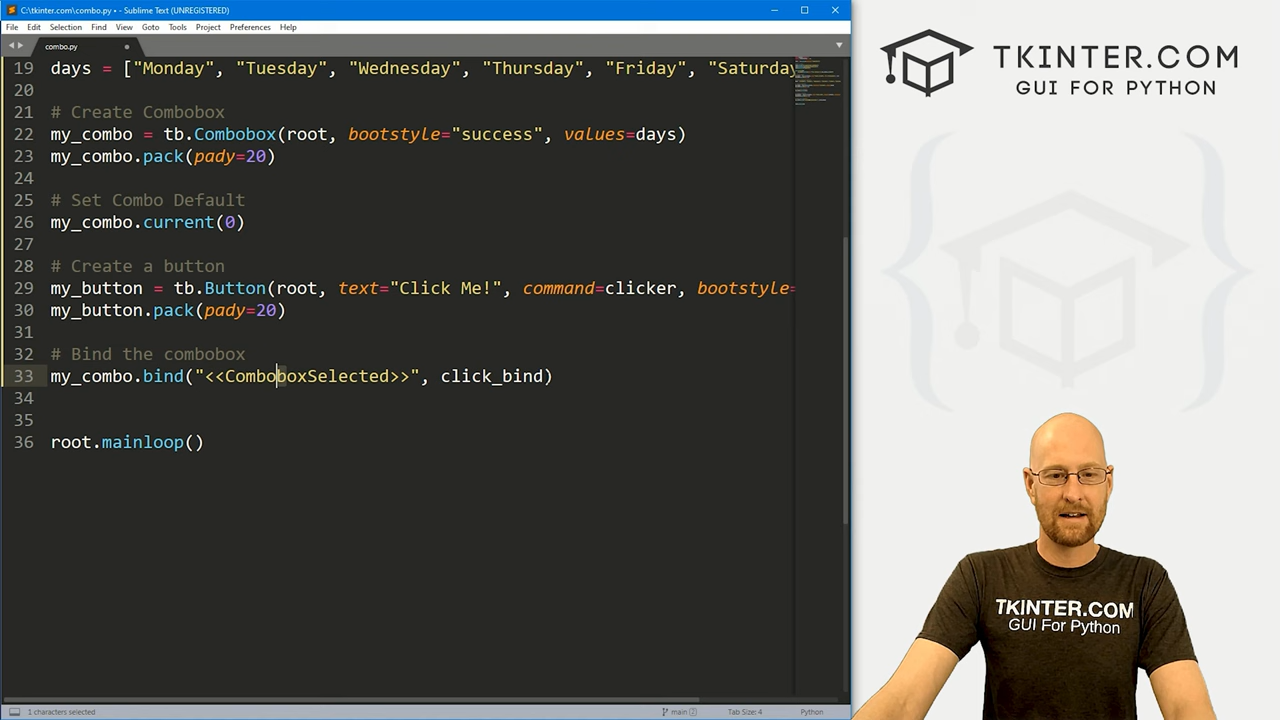 C:\tkinter.com\combo.py • - Sublime Text (UNREGISTERED)
File Edit Selection Find View Goto Tools Project Preferences Help
combo.py
19 days = ["Monday", "Tuesday", "Wednesday", "Thursday", "Friday", "Saturday
20
21 # Create Combobox
22 my_combo = tb.Combobox(root, bootstyle="success", values=days)
23 my_combo.pack(pady=20)
24
25 # Set Combo Default
26 my_combo.current(0)
27
28 # Create a button
29 my_button = tb.Button(root, text="Click Me!", command=clicker, bootstyle=
30 my_button.pack(pady=20)
31
32 # Bind the combobox
33 my_combo.bind("<<ComboboxSelected>>", click_bind)
34
35
36 root.mainloop()
1 characters selected
main 2
Tab Size: 4
Python
TKINTER.COM
GUI FOR PYTHON
TKINTER.COM
GUI For Python